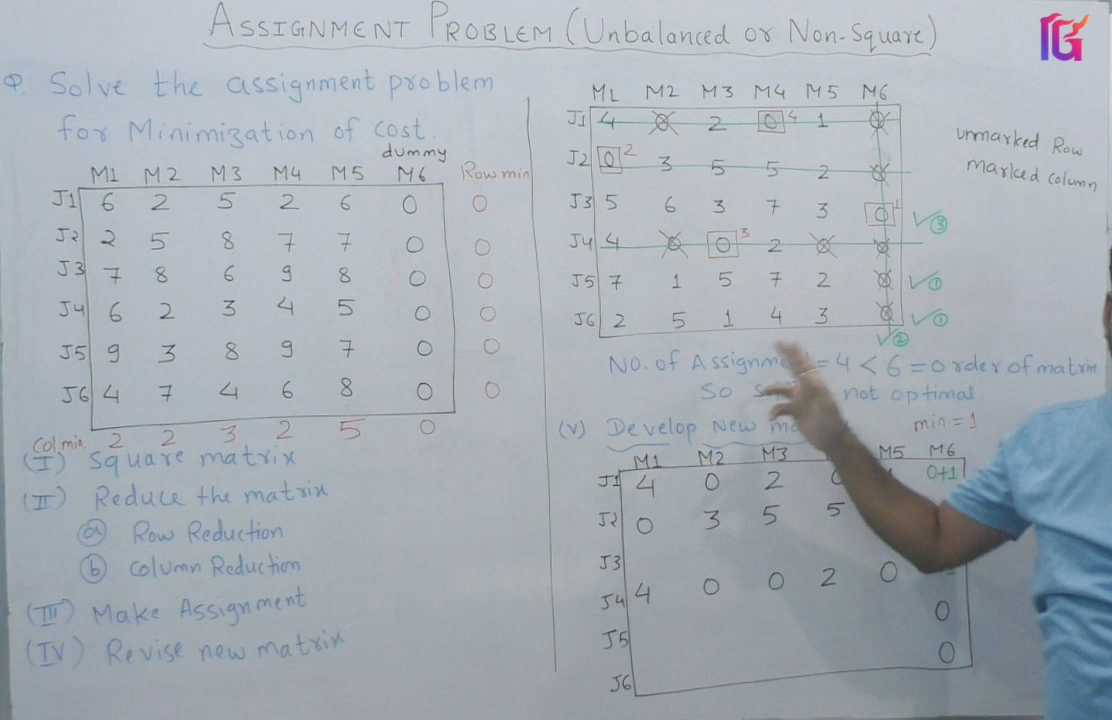 ASSIGNMENT PROBLEM (Unbalanced or Non-Square)
IG
Q. Solve the assignment problem
for Minimization of cost.
dummy
M1 M2 M3 M4 M5 M6 Row min
J1 6 2 5 2 6 0 0
J2 2 5 8 7 7 0 0
J3 7 8 6 9 8 0 0
J4 6 2 3 4 5 0 0
J5 9 3 8 9 7 0 0
J6 4 7 4 6 8 0 0
Col min. 2 2 3 2 5 0
(I) Square matrix
(II) Reduce the matrix
(a) Row Reduction
(b) Column Reduction
(III) Make Assignment
(IV) Revise new matrix
M1 M2 M3 M4 M5 M6
J1 4 0 2 0 4 1 0
J2 0 2 3 5 5 2 0
J3 5 6 3 7 3 0 1 ✓ 3
J4 4 0 0 3 2 0 0
J5 7 1 5 7 2 0 ✓ 1
J6 2 5 1 4 3 0 ✓ 1
✓ 2
unmarked Row
marked column
No. of Assignme = 4 < 6 = order of matrix
So not optimal
(V) Develop New min = 1
M1 M2 M3 M5 M6
J1 4 0 2 0+1
J2 0 3 5 5
J3
J4 4 0 0 2 0
0
J5
0
J6